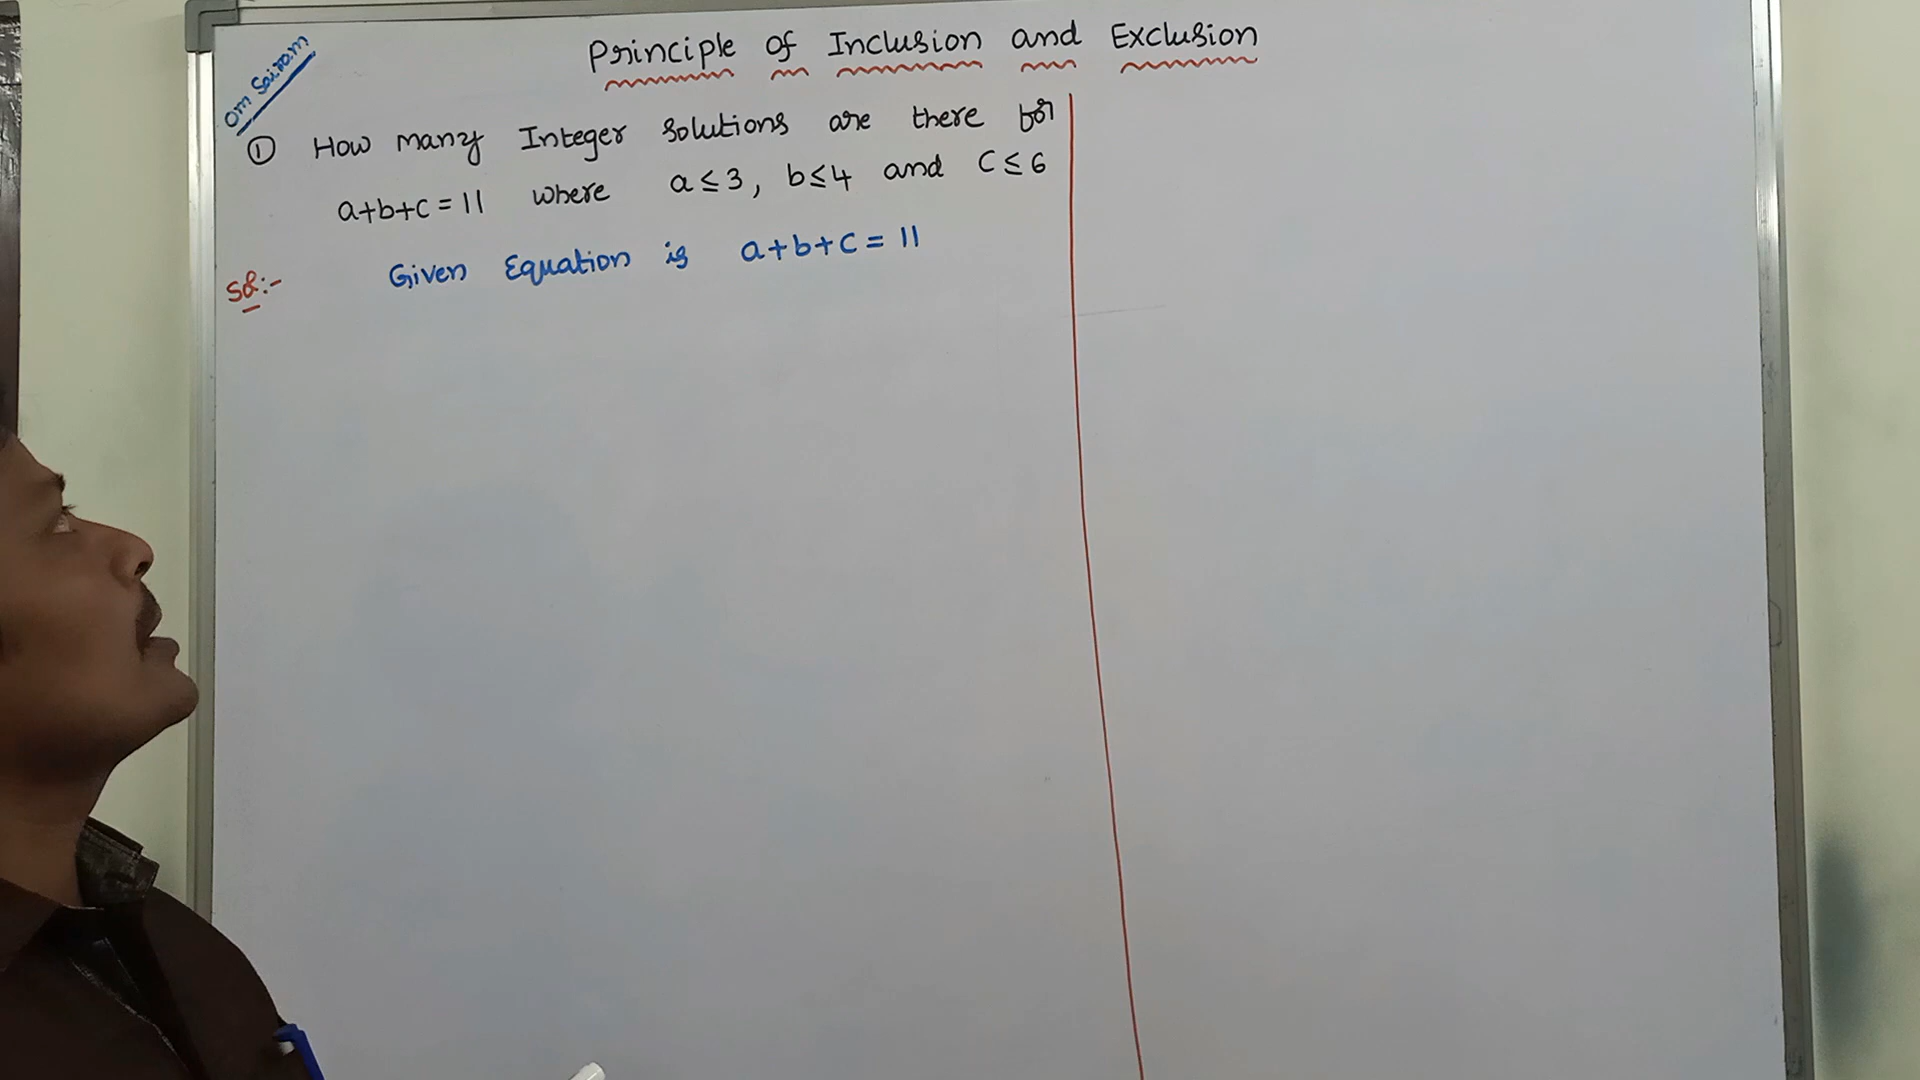 Principle of Inclusion and Exclusion
Om Sairam
① How many Integer solutions are there for
a+b+c = 11 where a ≤ 3, b ≤ 4 and c ≤ 6
Sol:- Given Equation is a+b+c = 11